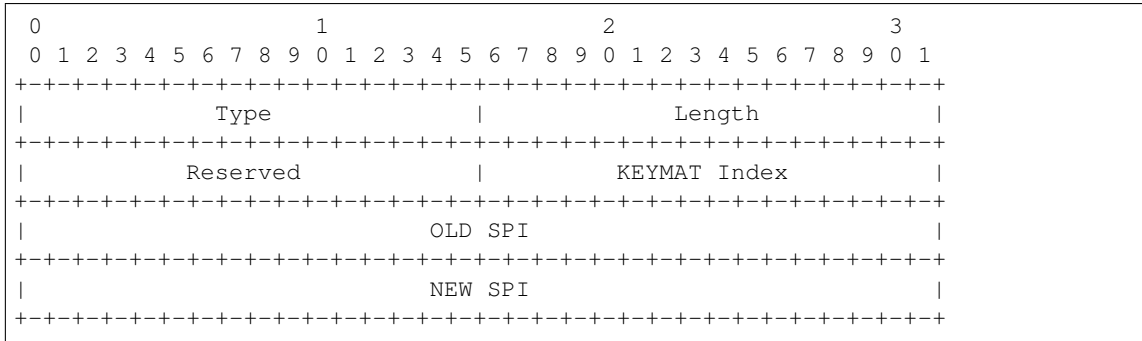 0                   1                   2                   3
 0 1 2 3 4 5 6 7 8 9 0 1 2 3 4 5 6 7 8 9 0 1 2 3 4 5 6 7 8 9 0 1
+-+-+-+-+-+-+-+-+-+-+-+-+-+-+-+-+-+-+-+-+-+-+-+-+-+-+-+-+-+-+-+-+
|             Type              |             Length            |
+-+-+-+-+-+-+-+-+-+-+-+-+-+-+-+-+-+-+-+-+-+-+-+-+-+-+-+-+-+-+-+-+
|           Reserved            |         KEYMAT Index          |
+-+-+-+-+-+-+-+-+-+-+-+-+-+-+-+-+-+-+-+-+-+-+-+-+-+-+-+-+-+-+-+-+
|                            OLD SPI                            |
+-+-+-+-+-+-+-+-+-+-+-+-+-+-+-+-+-+-+-+-+-+-+-+-+-+-+-+-+-+-+-+-+
|                            NEW SPI                            |
+-+-+-+-+-+-+-+-+-+-+-+-+-+-+-+-+-+-+-+-+-+-+-+-+-+-+-+-+-+-+-+-+